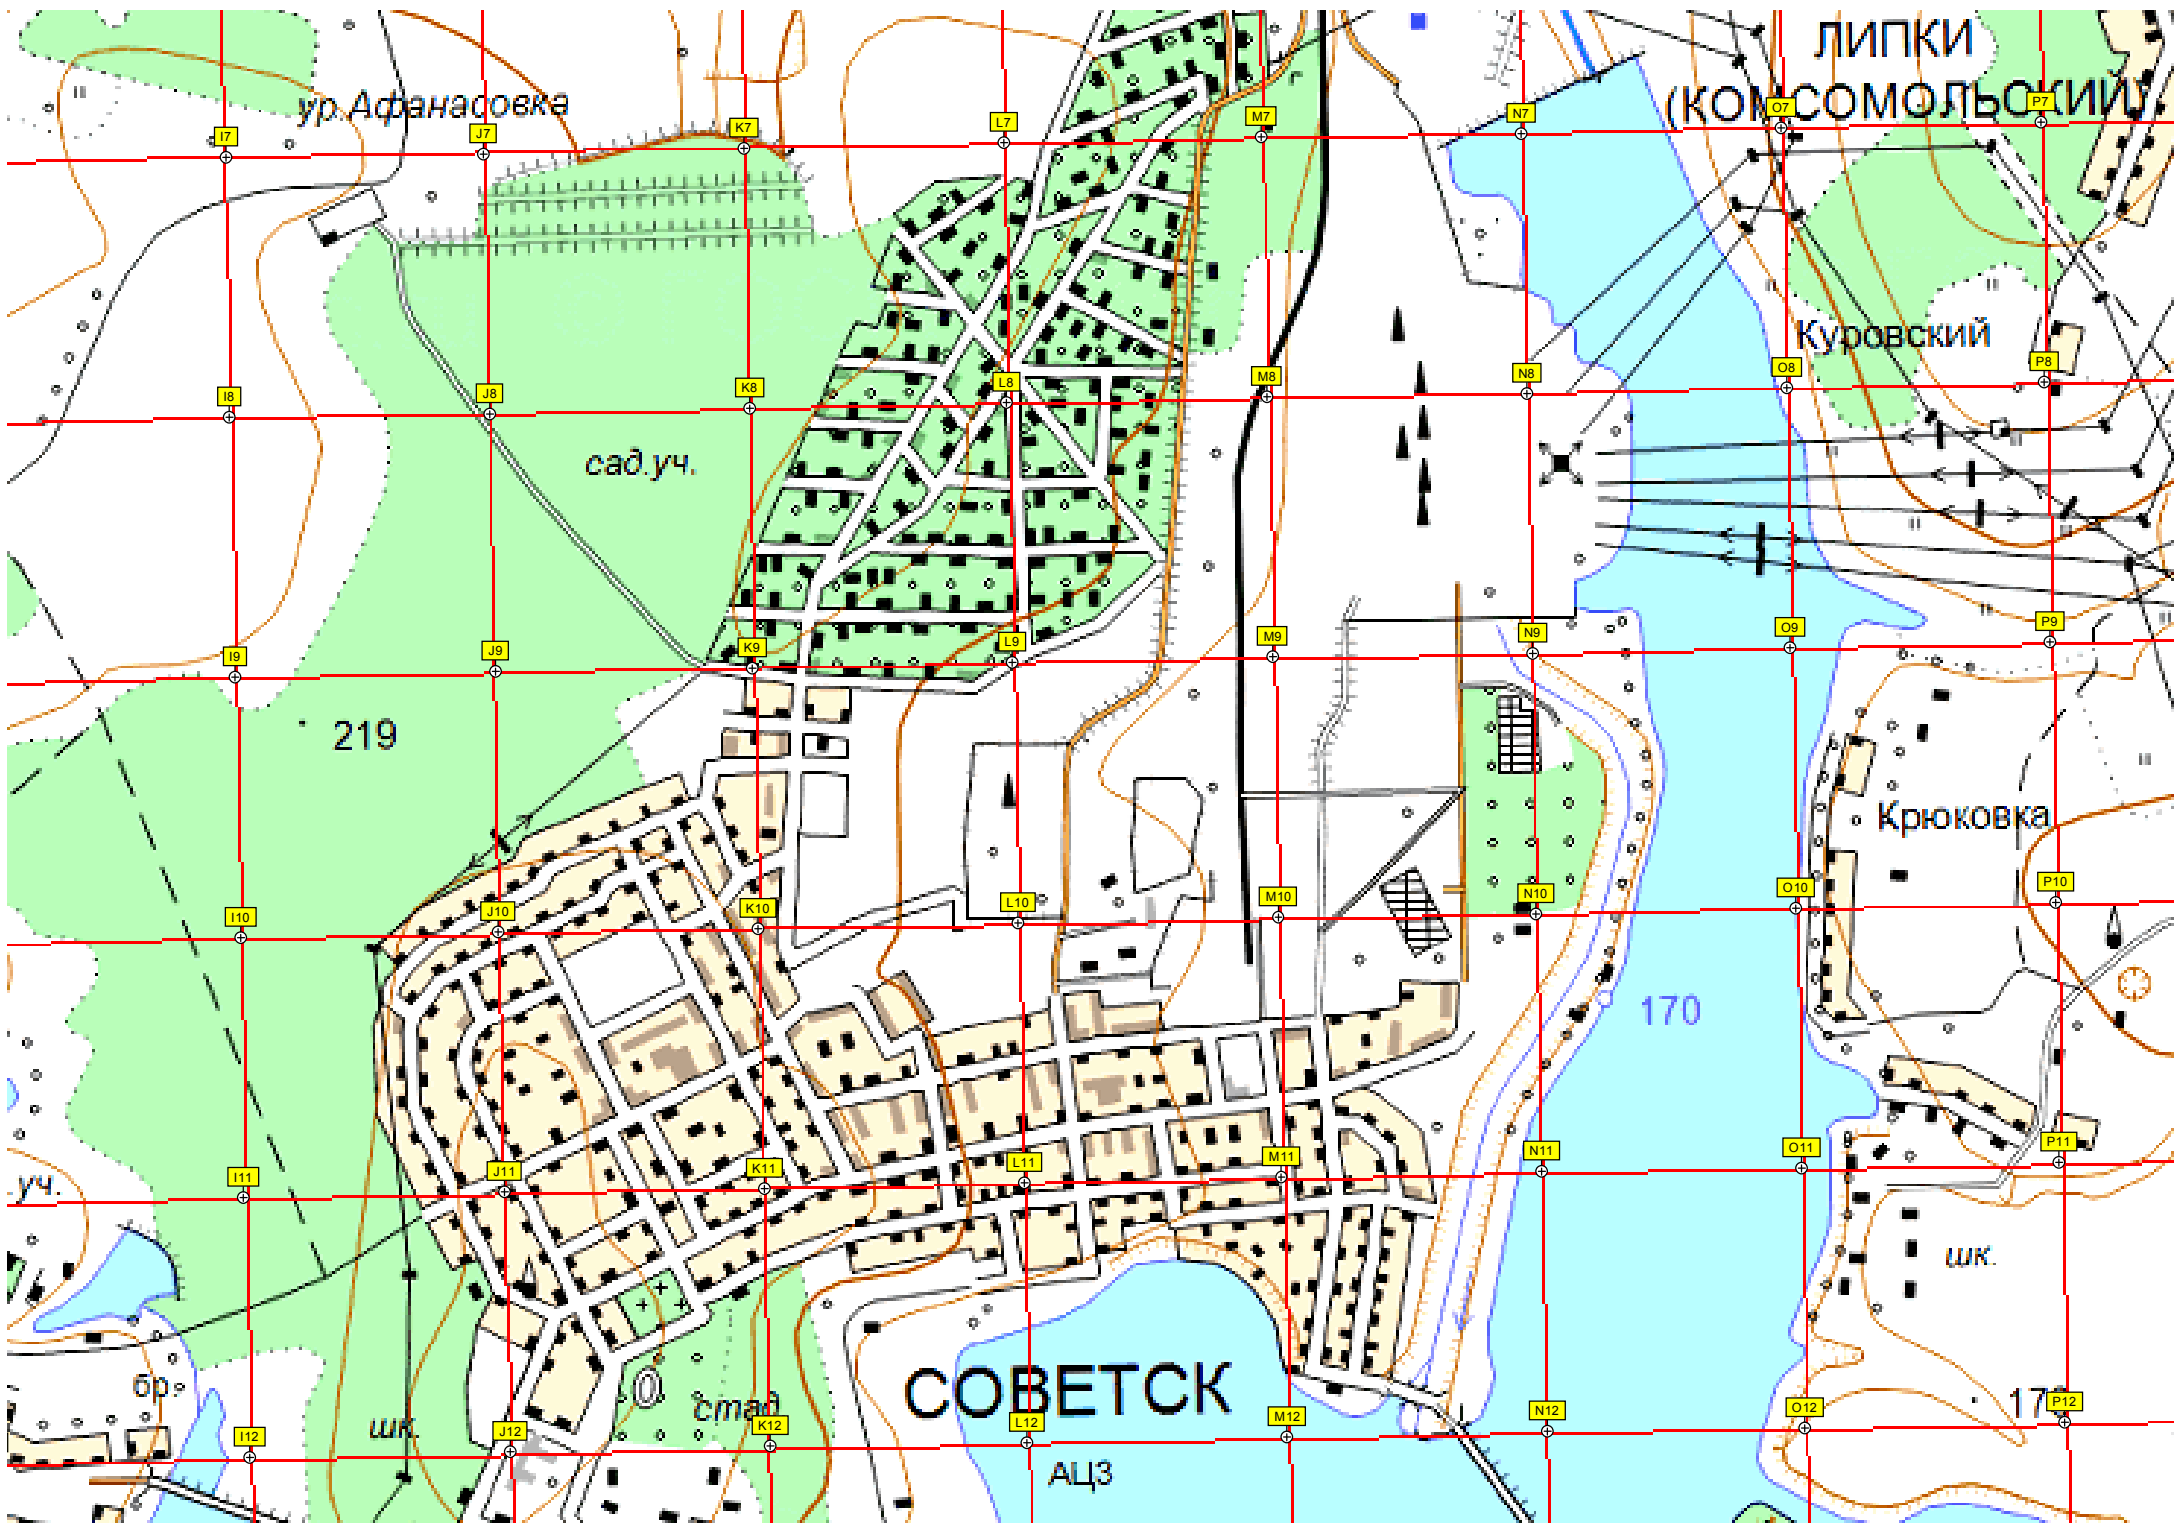 ЛИПКИ
(КОМСОМОЛЬСКИЙ)
ур.Афанасовка
I7 J7 K7 L7 M7 N7 O7 P7
Куровский
I8 J8 K8 L8 M8 N8 O8 P8
сад.уч.
I9 J9 K9 L9 M9 N9 O9 P9
219
Крюковка
I10 J10 K10 L10 M10 N10 O10 P10
170
I11 J11 K11 L11 M11 N11 O11 P11
уч.
шк.
СОВЕТСК
бр.
шк.
стад.
I12 J12 K12 L12 M12 N12 O12 P12
АЦЗ